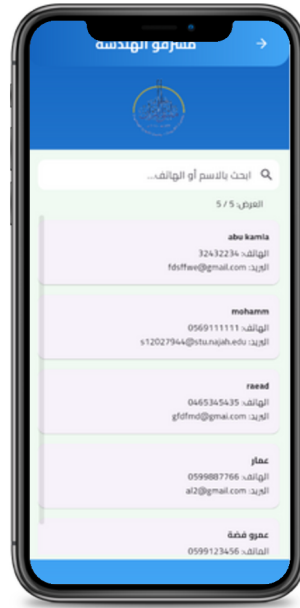 مشرفو الهندسة
ابحث بالاسم أو الهاتف...
العرض: 5 / 5
abu kamla
الهاتف: 32432234
البريد: fdsffwe@gmail.com
mohamm
الهاتف: 0569111111
البريد: s12027944@stu.najah.edu
raead
الهاتف: 0465345435
البريد: gfdfmd@gmai.com
عمار
الهاتف: 0599887766
البريد: al2@gmail.com
عمرو فضة
الهاتف: 0599123456